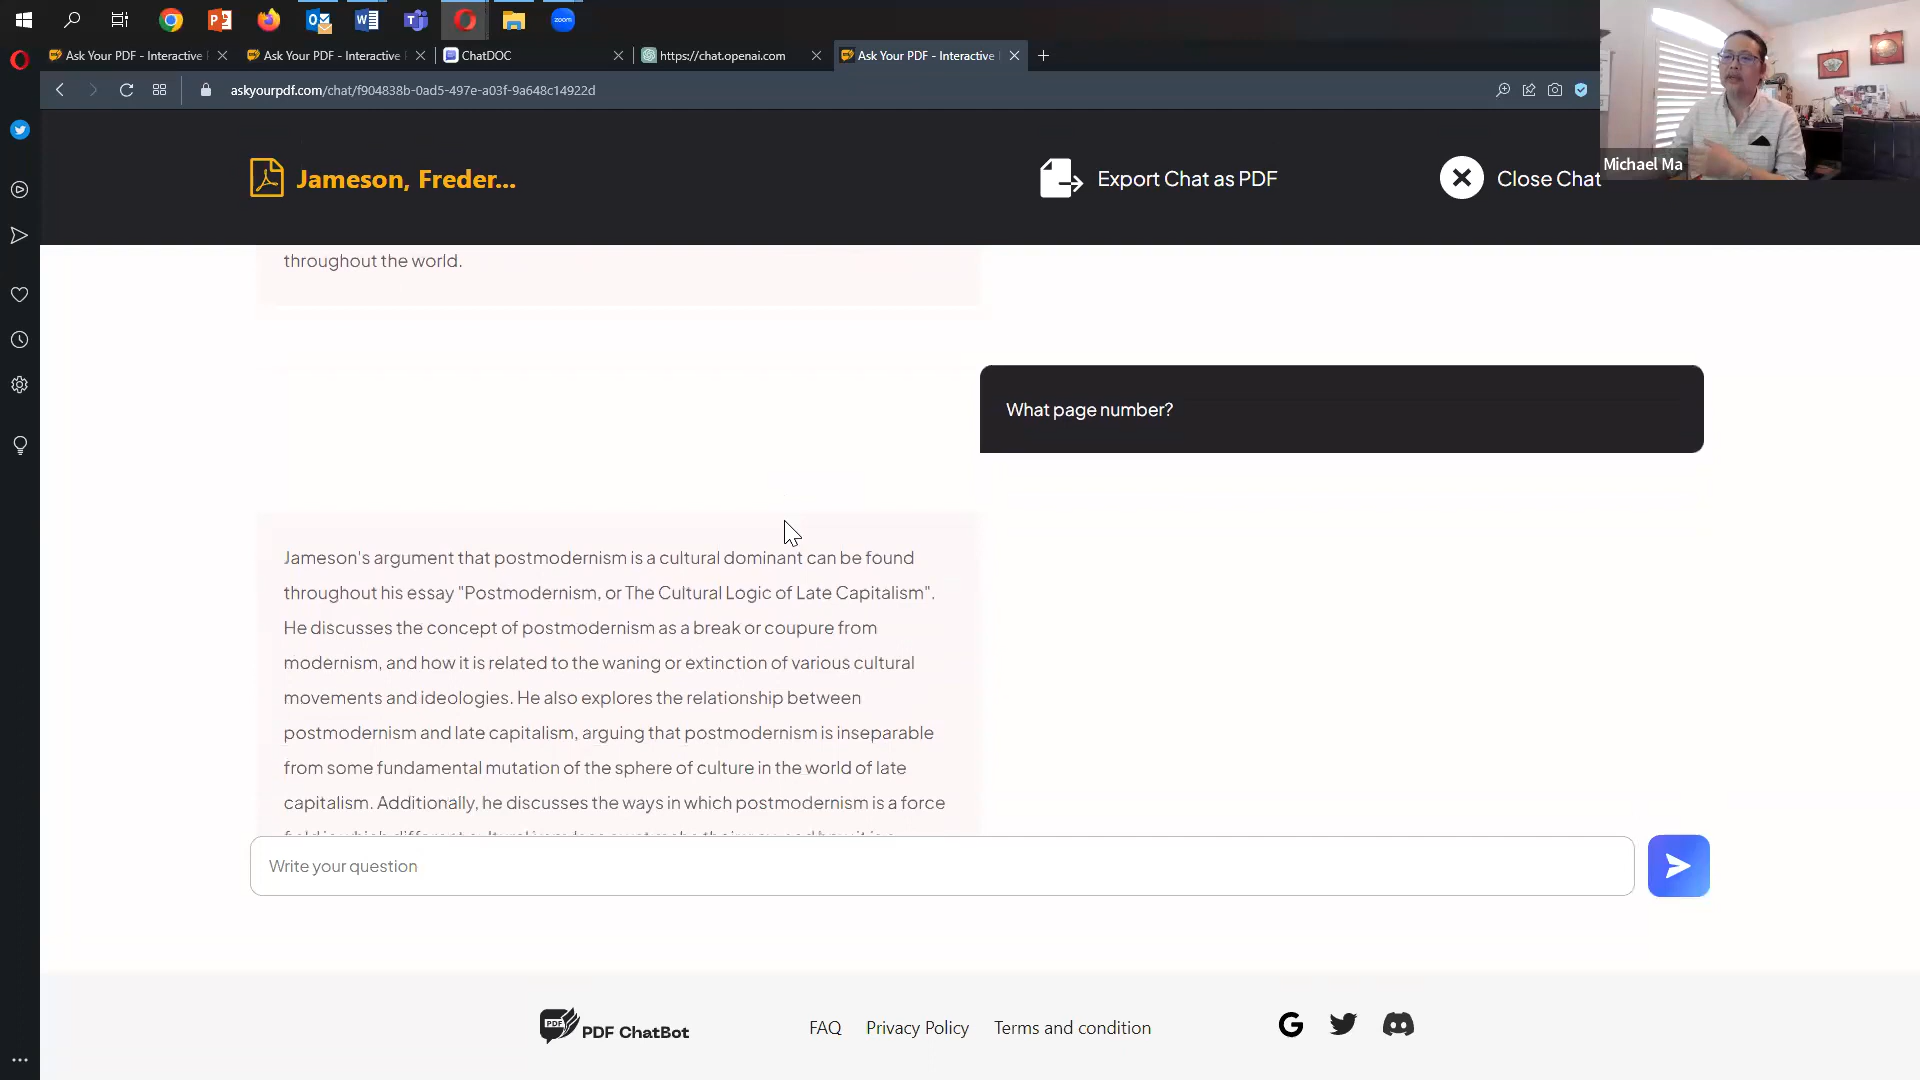 zoom
Ask Your PDF - Interactive
Ask Your PDF - Interactive
ChatDOC
https://chat.openai.com
Ask Your PDF - Interactive
askyourpdf.com/chat/f904838b-0ad5-497e-a03f-9a648c14922d
Michael Ma
Jameson, Freder...
Export Chat as PDF
Close Chat
throughout the world.
What page number?
Jameson's argument that postmodernism is a cultural dominant can be found
throughout his essay "Postmodernism, or The Cultural Logic of Late Capitalism".
He discusses the concept of postmodernism as a break or coupure from
modernism, and how it is related to the waning or extinction of various cultural
movements and ideologies. He also explores the relationship between
postmodernism and late capitalism, arguing that postmodernism is inseparable
from some fundamental mutation of the sphere of culture in the world of late
capitalism. Additionally, he discusses the ways in which postmodernism is a force
Write your question
PDF
PDF ChatBot
FAQ
Privacy Policy
Terms and condition